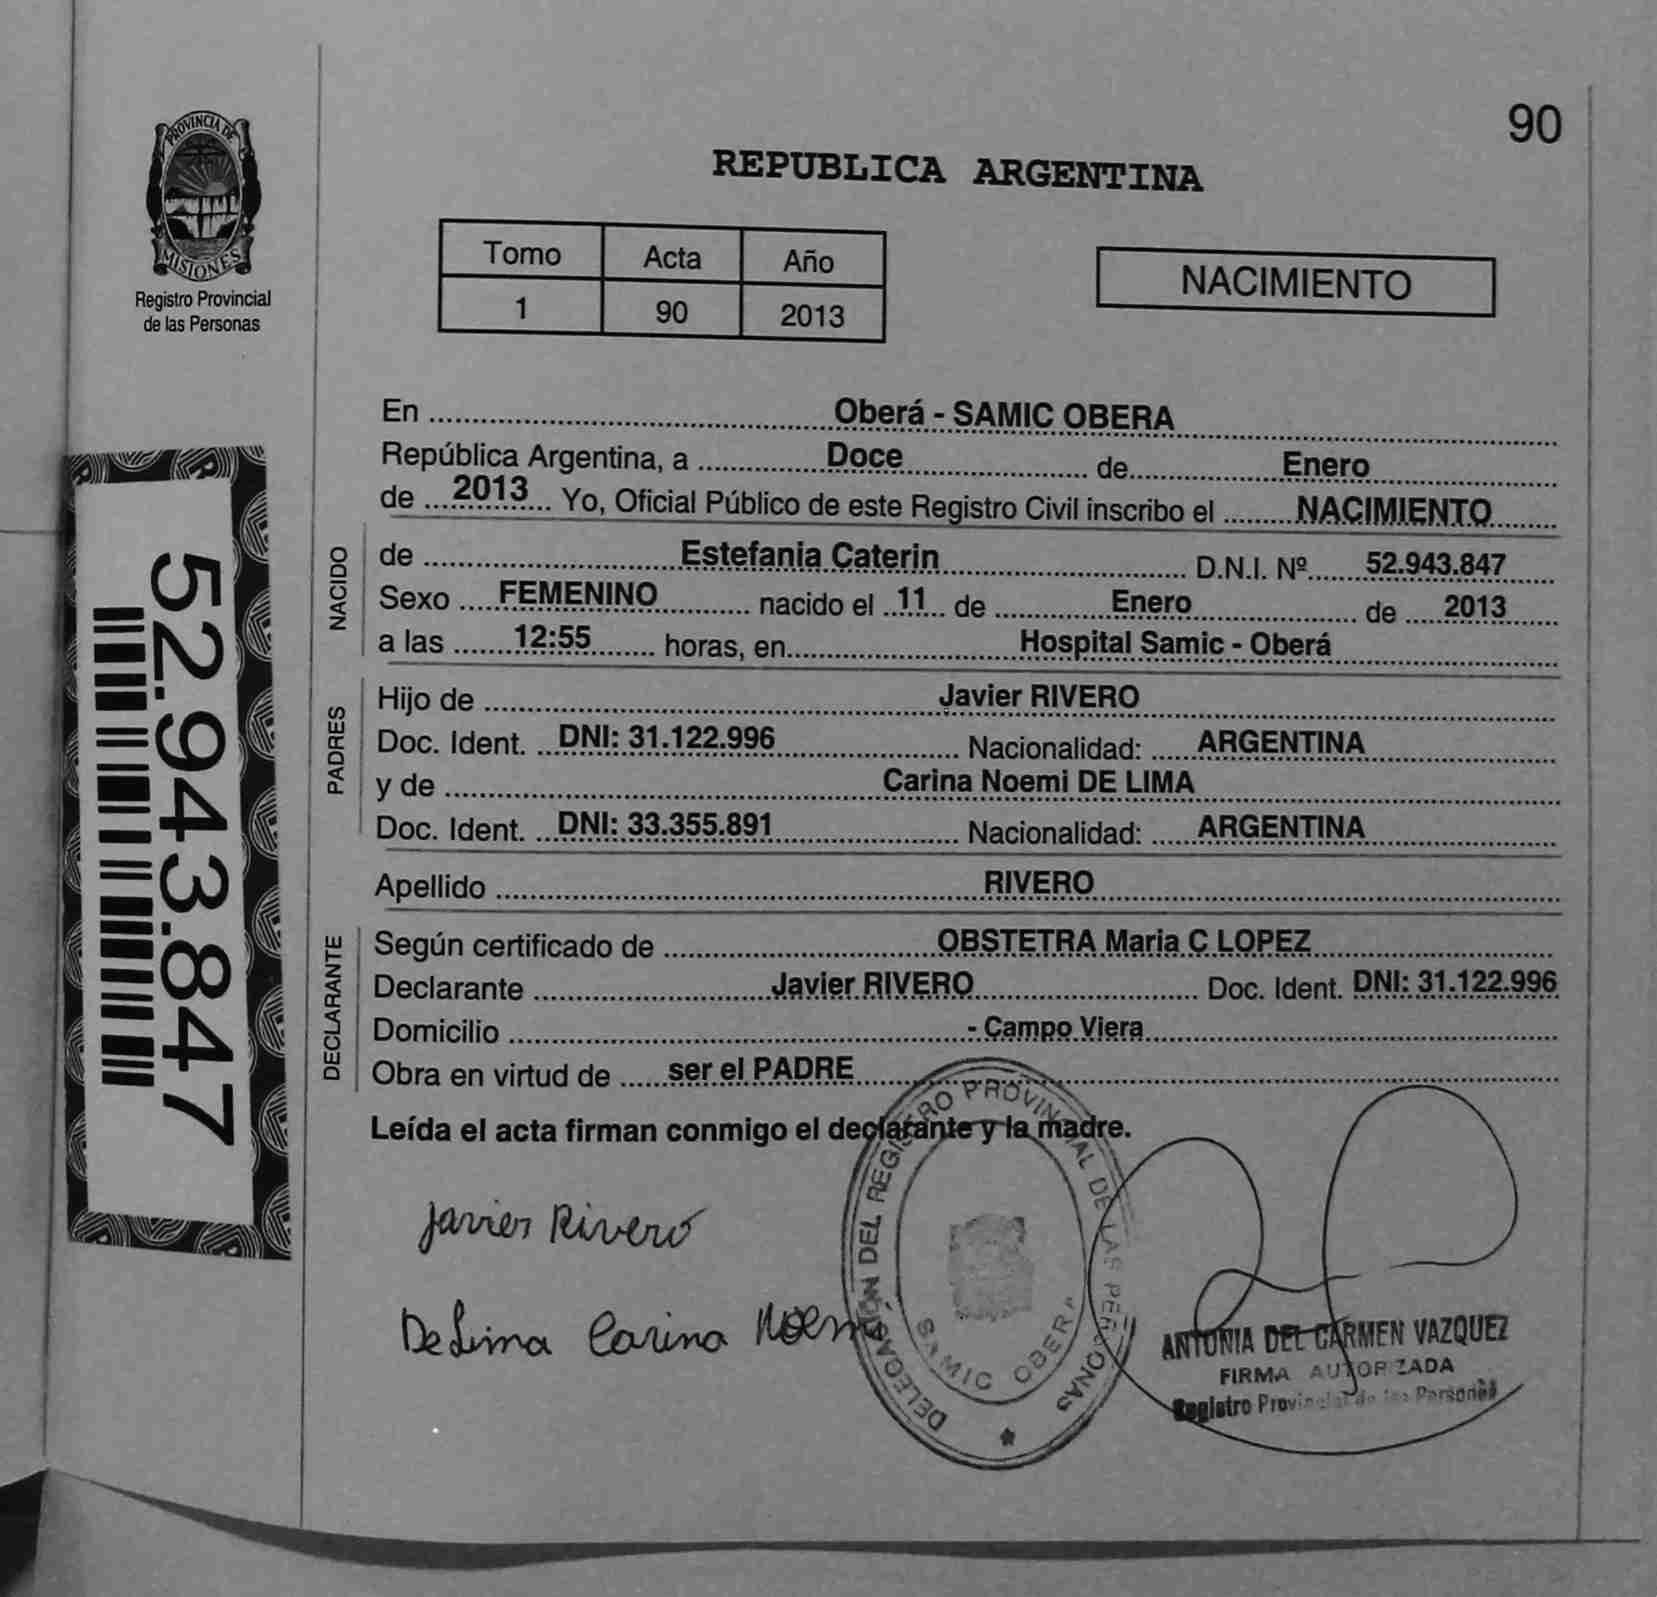 90
PROVINCIA DE
MISIONES
Registro Provincial
de las Personas
REPUBLICA ARGENTINA
Tomo Acta Año
1 90 2013
NACIMIENTO
En Oberá - SAMIC OBERA
República Argentina, a Doce de Enero
de 2013 Yo, Oficial Público de este Registro Civil inscribo el NACIMIENTO
NACIDO
de Estefania Caterin D.N.I. Nº 52.943.847
Sexo FEMENINO nacido el 11 de Enero de 2013
a las 12:55 horas, en Hospital Samic - Oberá
PADRES
Hijo de Javier RIVERO
Doc. Ident. DNI: 31.122.996 Nacionalidad: ARGENTINA
y de Carina Noemi DE LIMA
Doc. Ident. DNI: 33.355.891 Nacionalidad: ARGENTINA
Apellido RIVERO
DECLARANTE
Según certificado de OBSTETRA Maria C LOPEZ
Declarante Javier RIVERO Doc. Ident. DNI: 31.122.996
Domicilio - Campo Viera
Obra en virtud de ser el PADRE
Leída el acta firman conmigo el declarante y la madre.
52.943.847
Javier Rivero
De Lima Carina Noemi
DELEGASIÓN DEL REGISTRO PROVINCIAL DE LAS PERSONAS
SAMIC OBERA
ANTONIA DEL CARMEN VAZQUEZ
FIRMA AUTORIZADA
Registro Provincial de las Personas